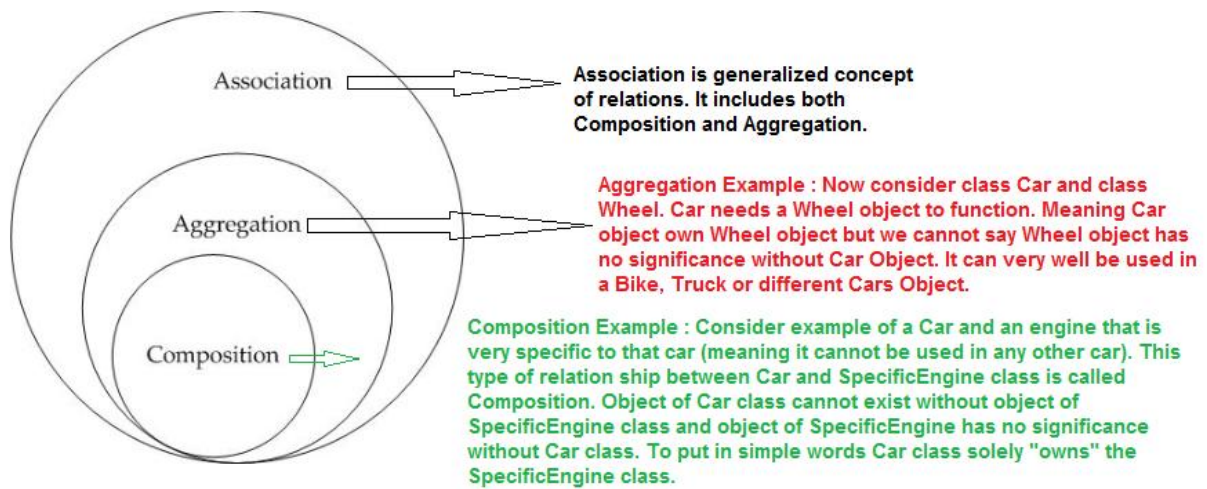 Association
Association is generalized concept
of relations. It includes both
Composition and Aggregation.
Aggregation
Aggregation Example : Now consider class Car and class
Wheel. Car needs a Wheel object to function. Meaning Car
object own Wheel object but we cannot say Wheel object has
no significance without Car Object. It can very well be used in
a Bike, Truck or different Cars Object.
Composition
Composition Example : Consider example of a Car and an engine that is
very specific to that car (meaning it cannot be used in any other car). This
type of relation ship between Car and SpecificEngine class is called
Composition. Object of Car class cannot exist without object of
SpecificEngine class and object of SpecificEngine has no significance
without Car class. To put in simple words Car class solely "owns" the
SpecificEngine class.